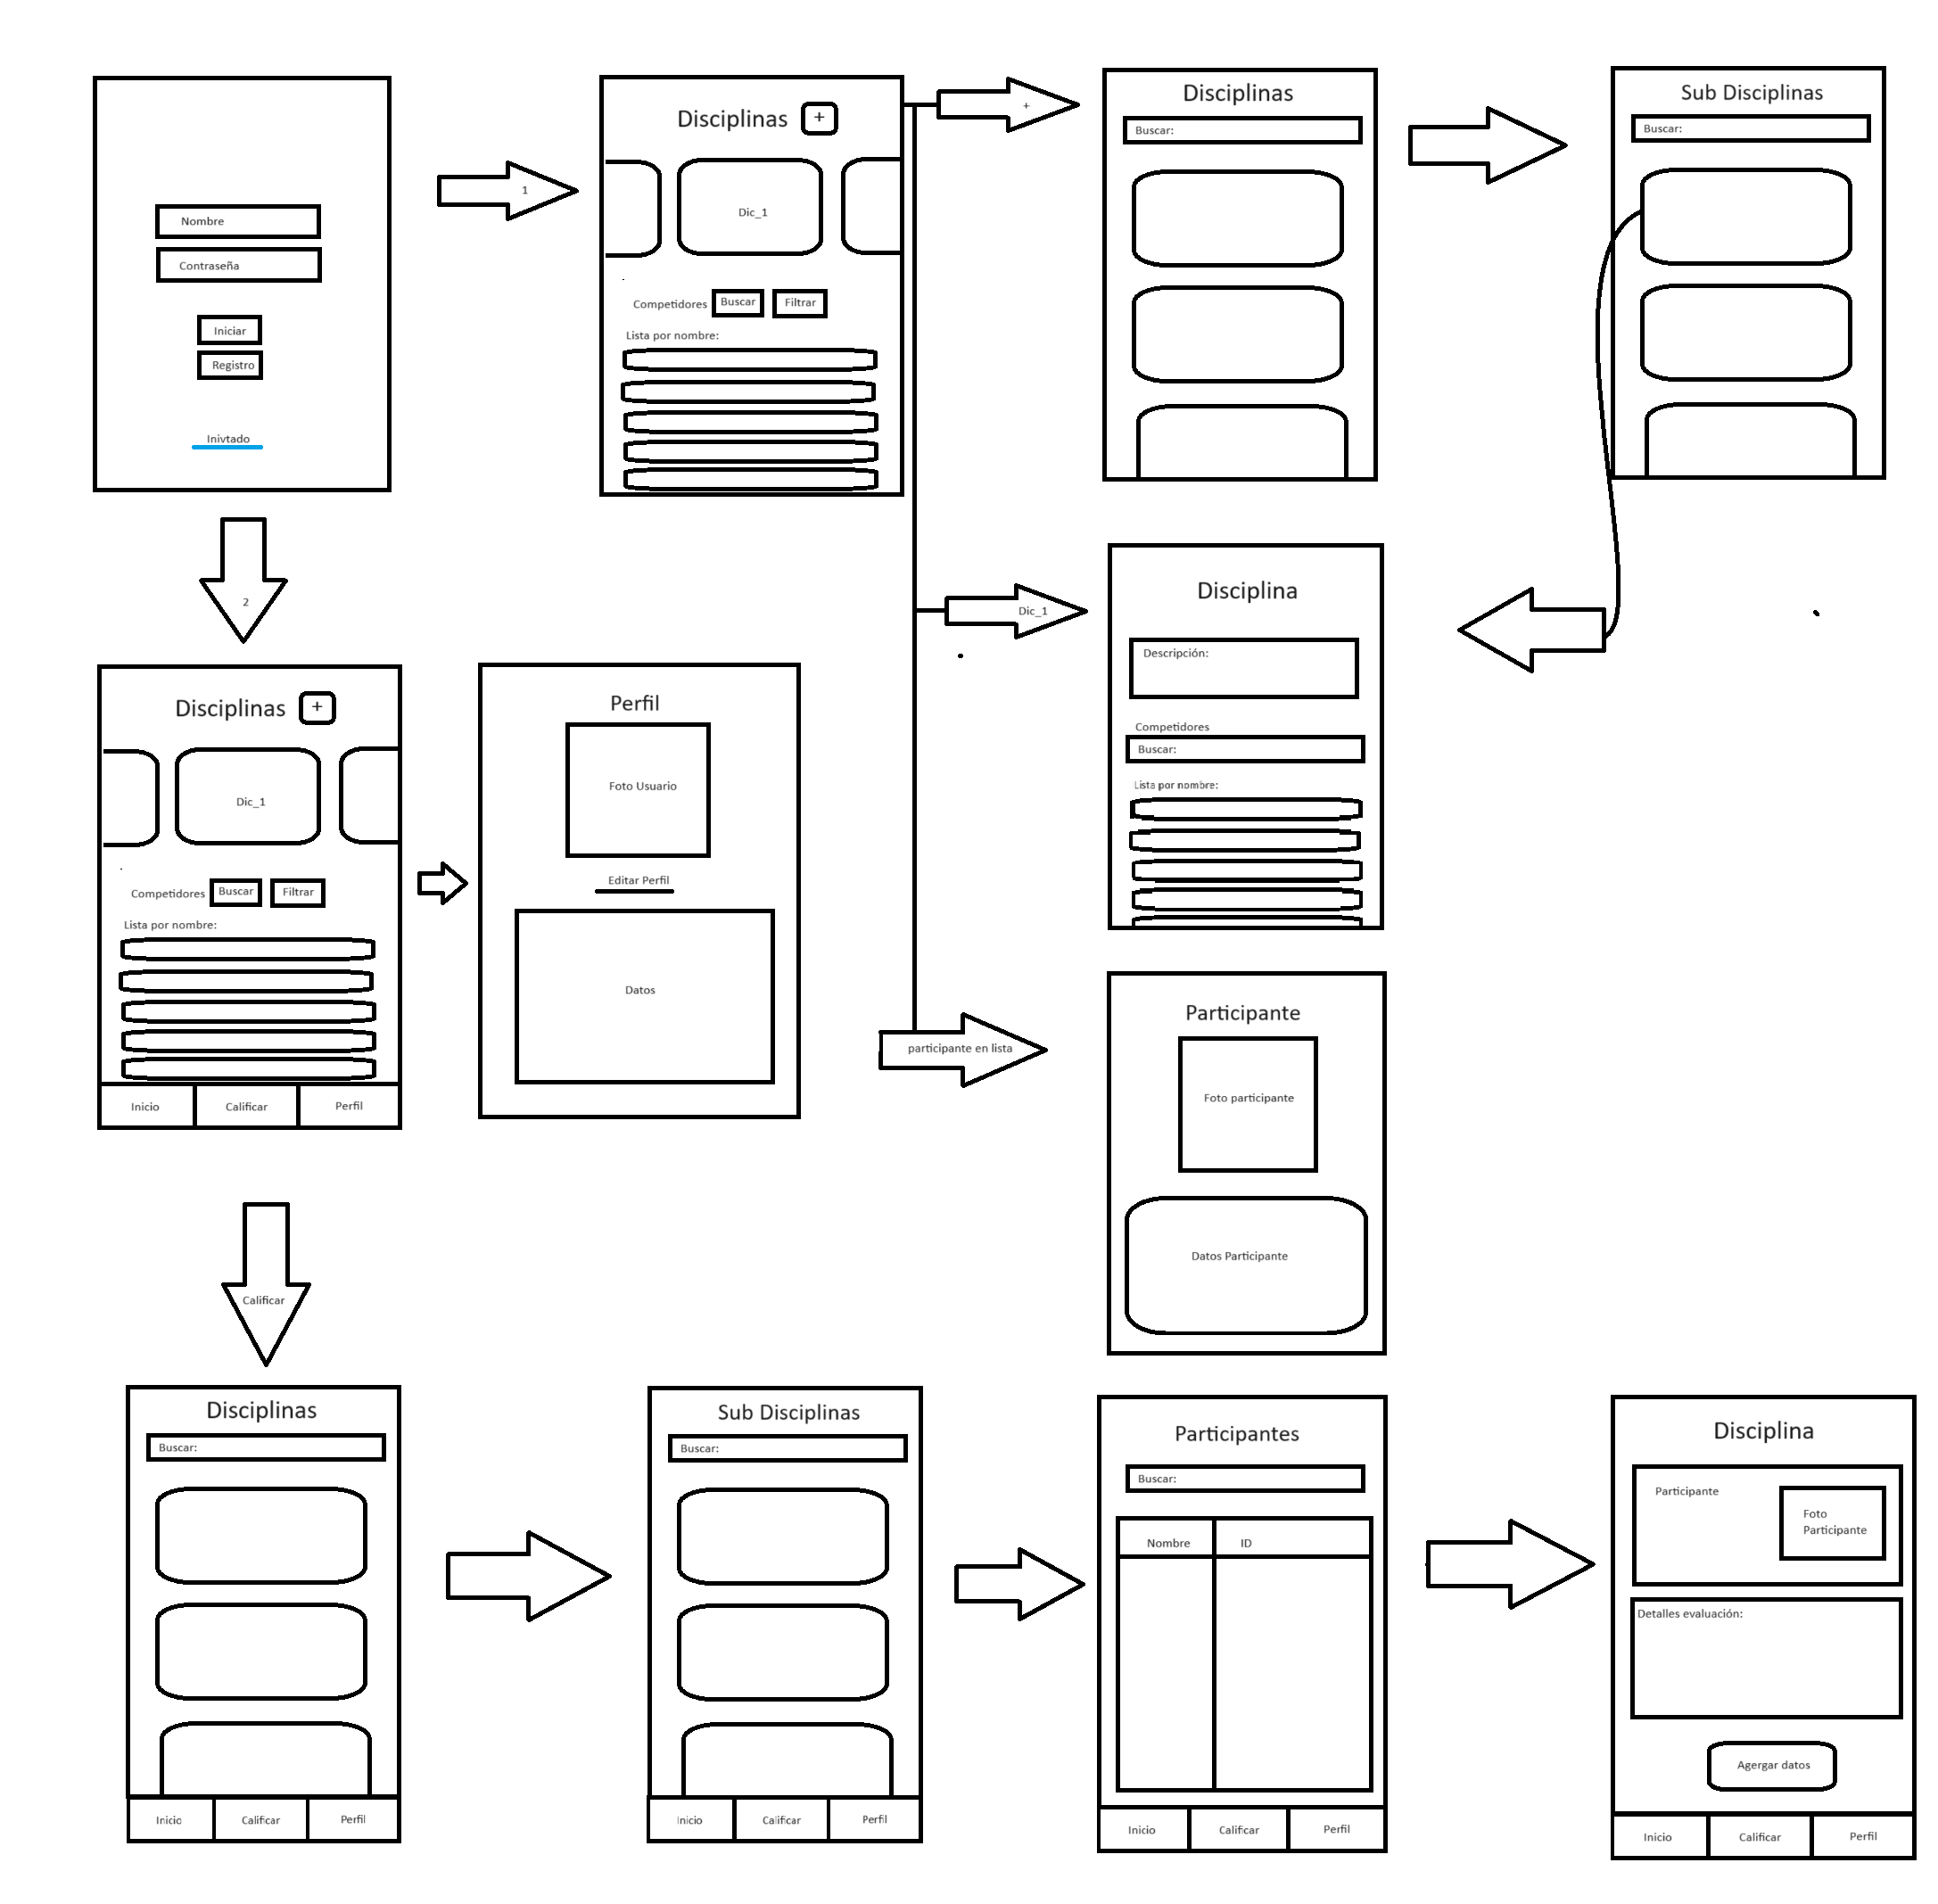 Nombre
Contraseña
Iniciar
Registro
Inivtado
1
Disciplinas +
Dic_1
Competidores Buscar Filtrar
Lista por nombre:
+
Disciplinas
Buscar:
Sub Disciplinas
Buscar:
2
Dic_1
Disciplina
Descripción:
Competidores
Buscar:
Lista por nombre:
Disciplinas +
Dic_1
Competidores Buscar Filtrar
Lista por nombre:
Inicio Calificar Perfil
Perfil
Foto Usuario
Editar Perfil
Datos
participante en lista
Participante
Foto participante
Datos Participante
Calificar
Disciplinas
Buscar:
Inicio Calificar Perfil
Sub Disciplinas
Buscar:
Inicio Calificar Perfil
Participantes
Buscar:
Nombre ID
Inicio Calificar Perfil
Disciplina
Participante
Foto
Participante
Detalles evaluación:
Agergar datos
Inicio Calificar Perfil